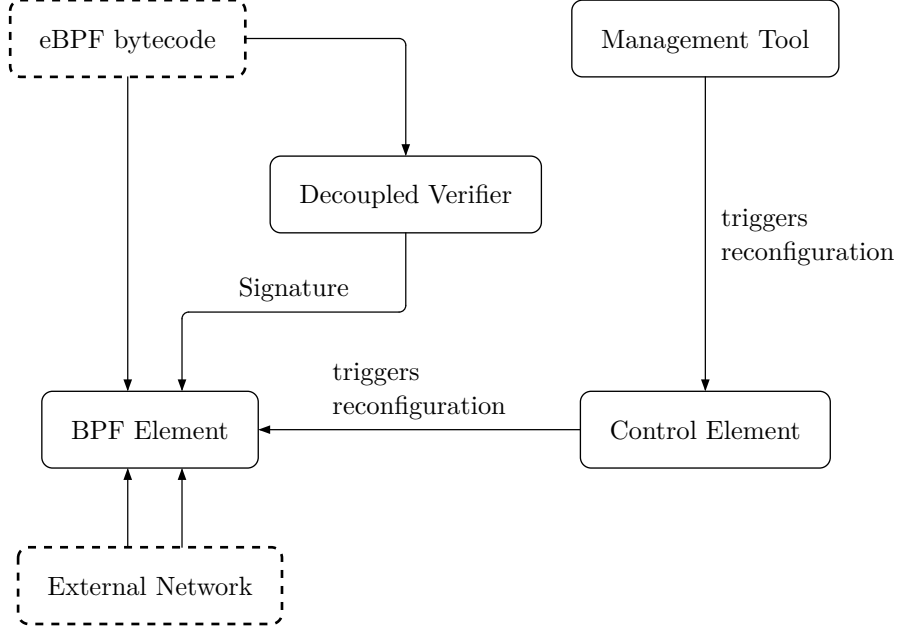 eBPF bytecode
Management Tool
Decoupled Verifier
triggers
reconfiguration
Signature
triggers
reconfiguration
BPF Element
Control Element
External Network